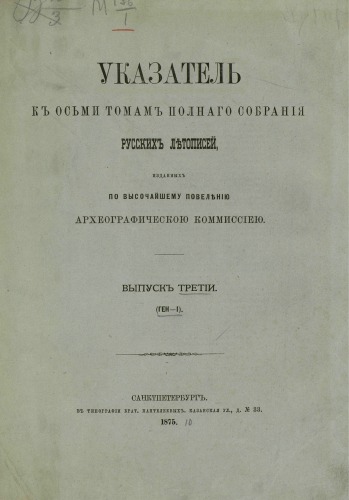 УКАЗАТЕЛЬ
КЪ ОСЬМИ ТОМАМЪ ПОЛНАГО СОБРАНІЯ
РУССКИХЪ ЛѢТОПИСЕЙ,
ИЗДАННЫХЪ
ПО ВЫСОЧАЙШЕМУ ПОВЕЛѢНІЮ
АРХЕОГРАФИЧЕСКОЮ КОММИССІЕЮ.
ВЫПУСКЪ ТРЕТІЙ.
(ГЕН—І).
САНКТПЕТЕРБУРГЪ.
ВЪ ТИПОГРАФІИ БРАТ. ПАНТЕЛЕЕВЫХЪ. КАЗАНСКАЯ УЛ., Д. № 33.
1875.